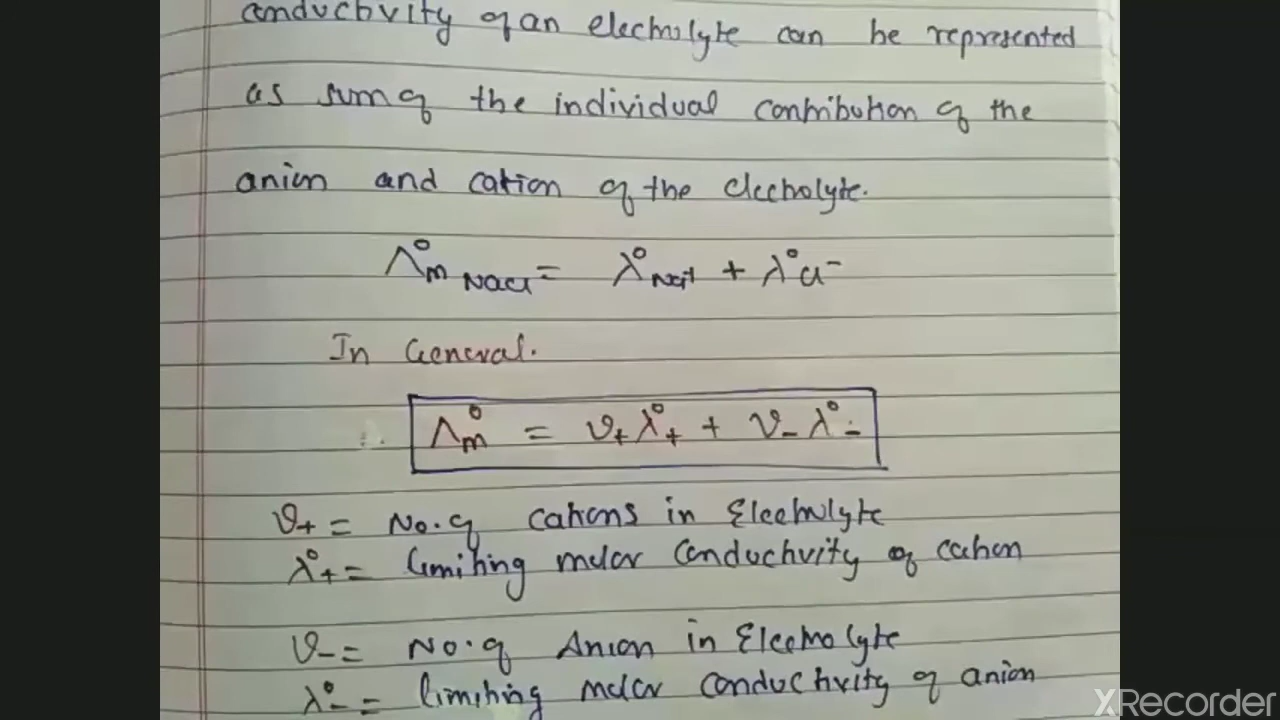 conductivity of an electrolyte can be represented
as sum of the individual contribution of the
anion and cation of the electrolyte.
Λ°m NaCl = λ°Na+ + λ°Cl-
In General.
Λ°m = ν+ λ°+ + ν- λ°-
ν+ = No. of cations in Electrolyte
λ°+ = limiting molar conductivity of cation
ν- = No. of Anion in Electrolyte
λ°- = limiting molar conductivity of anion
XRecorder